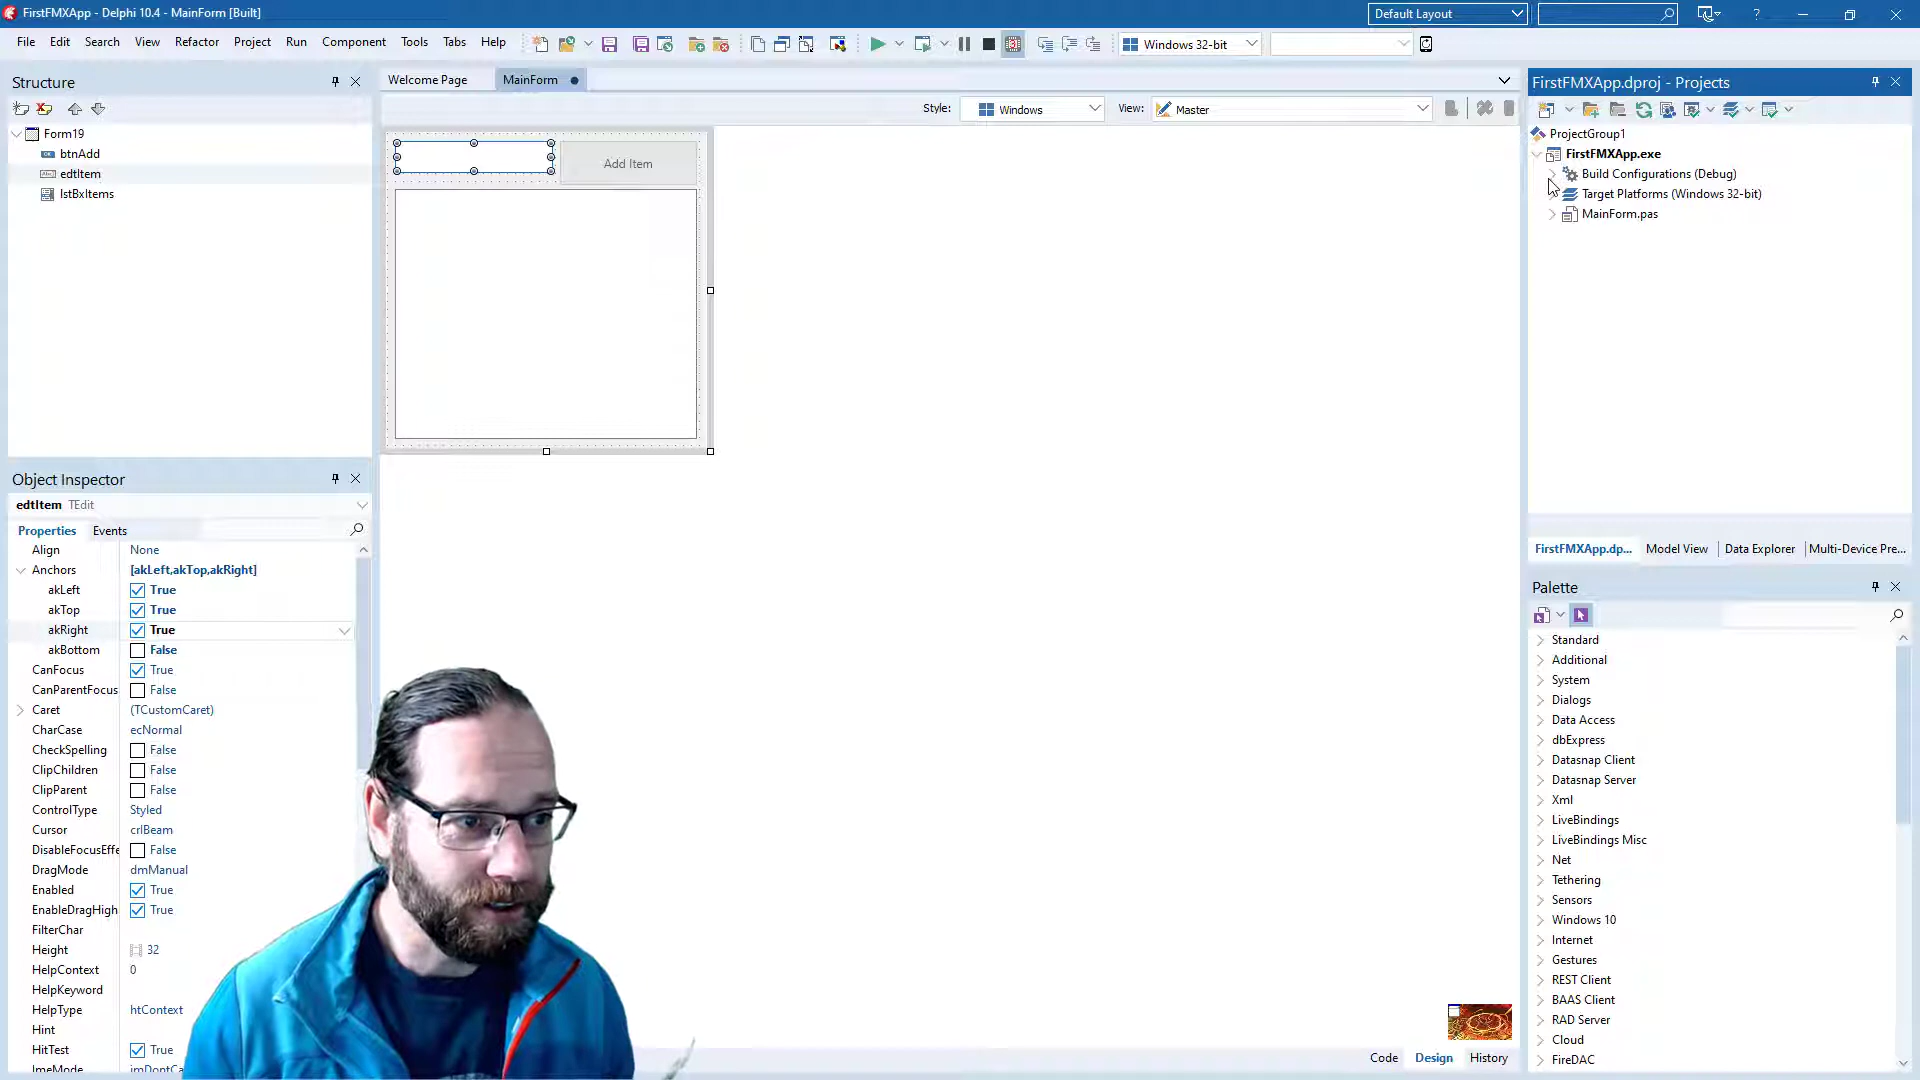 FirstFMXApp - Delphi 10.4 - MainForm [Built]
Default Layout
?
File Edit Search View Refactor Project Run Component Tools Tabs Help
Windows 32-bit
Structure
Welcome Page
MainForm
FirstFMXApp.dproj - Projects
Style:
Windows
View:
Master
Form19
btnAdd
edtItem
lstBxItems
Add Item
ProjectGroup1
FirstFMXApp.exe
Build Configurations (Debug)
Target Platforms (Windows 32-bit)
MainForm.pas
Object Inspector
edtItem TEdit
Properties Events
Align None
Anchors [akLeft,akTop,akRight]
akLeft True
akTop True
akRight True
akBottom False
CanFocus True
CanParentFocus False
Caret (TCustomCaret)
CharCase ecNormal
CheckSpelling False
ClipChildren False
ClipParent False
ControlType Styled
Cursor crIBeam
DisableFocusEffe False
DragMode dmManual
Enabled True
EnableDragHigh True
FilterChar
Height 32
HelpContext 0
HelpKeyword
HelpType htContext
Hint
HitTest True
ImeMode imDontCa
FirstFMXApp.dp... Model View Data Explorer Multi-Device Pre...
Palette
Standard
Additional
System
Dialogs
Data Access
dbExpress
Datasnap Client
Datasnap Server
Xml
LiveBindings
LiveBindings Misc
Net
Tethering
Sensors
Windows 10
Internet
Gestures
REST Client
BAAS Client
RAD Server
Cloud
FireDAC
Code Design History